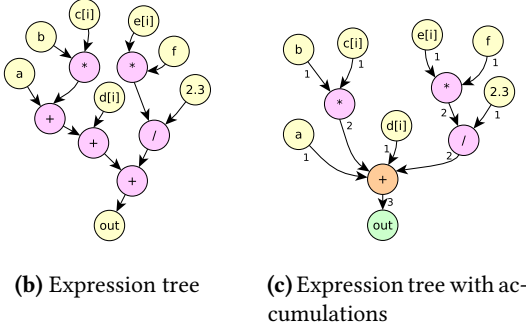 c[i]
e[i]
b
f
*
*
a
2.3
d[i]
+
+
/
+
out
(b) Expression tree
e[i]
f
b
c[i]
1
1
1
1
*
2.3
*
2
1
d[i]
a
2
/
1
1
2
+
3
out
(c) Expression tree with ac-
cumulations